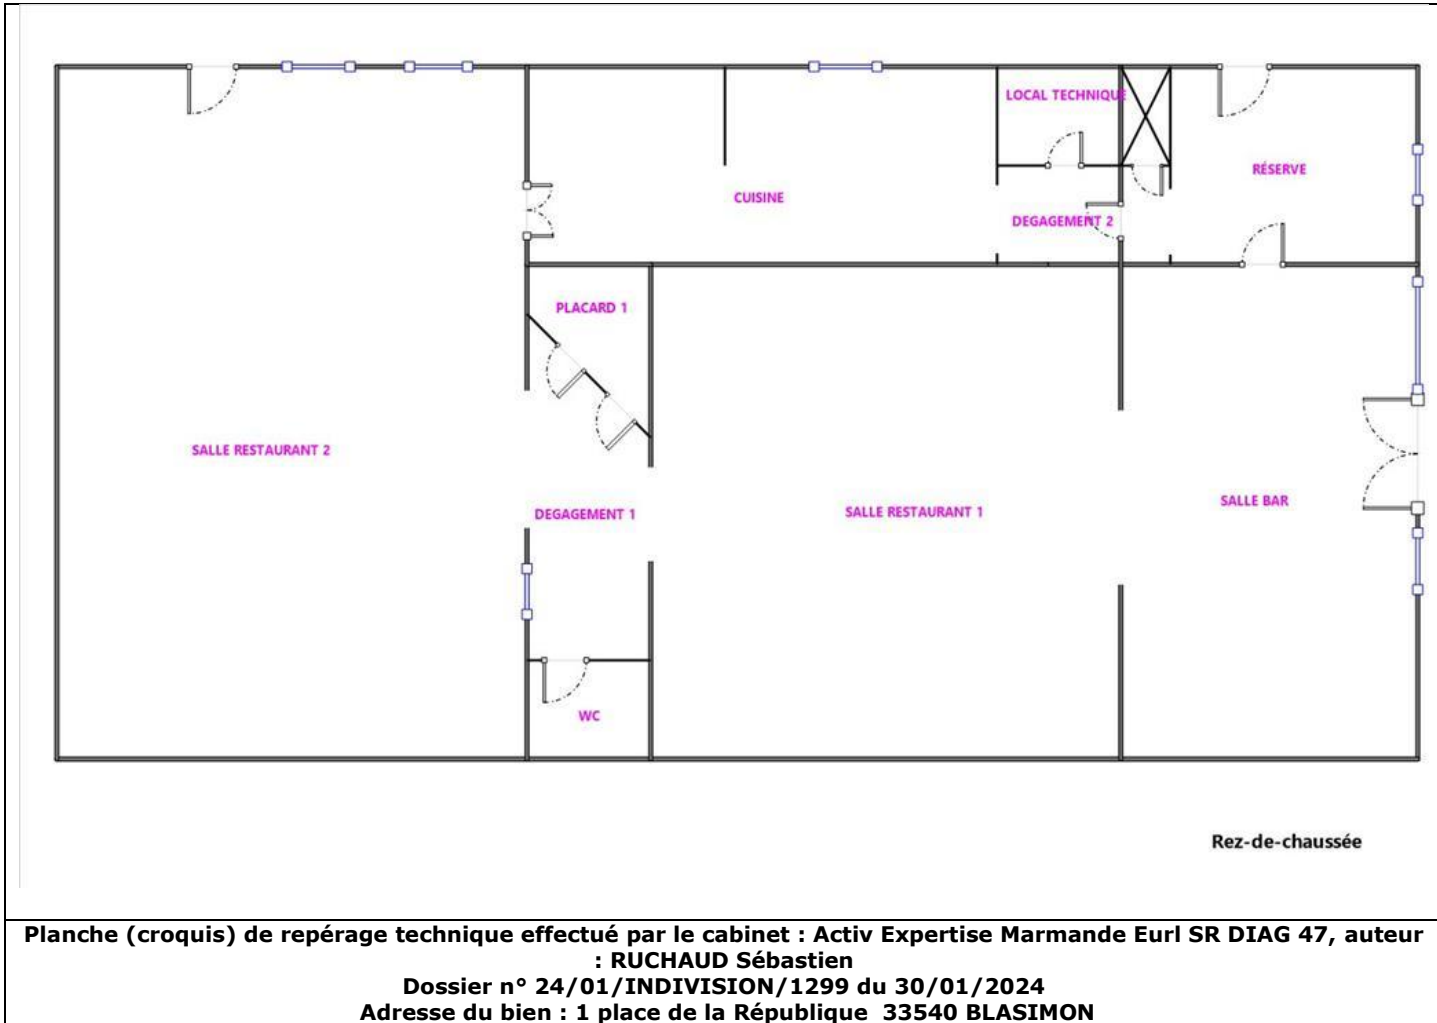 LOCAL TECHNIQUE
RÉSERVE
CUISINE
DEGAGEMENT 2
PLACARD 1
SALLE RESTAURANT 2
DEGAGEMENT 1
SALLE RESTAURANT 1
SALLE BAR
WC
Rez-de-chaussée
Planche (croquis) de repérage technique effectué par le cabinet : Activ Expertise Marmande Eurl SR DIAG 47, auteur
: RUCHAUD Sébastien
Dossier n° 24/01/INDIVISION/1299 du 30/01/2024
Adresse du bien : 1 place de la République 33540 BLASIMON